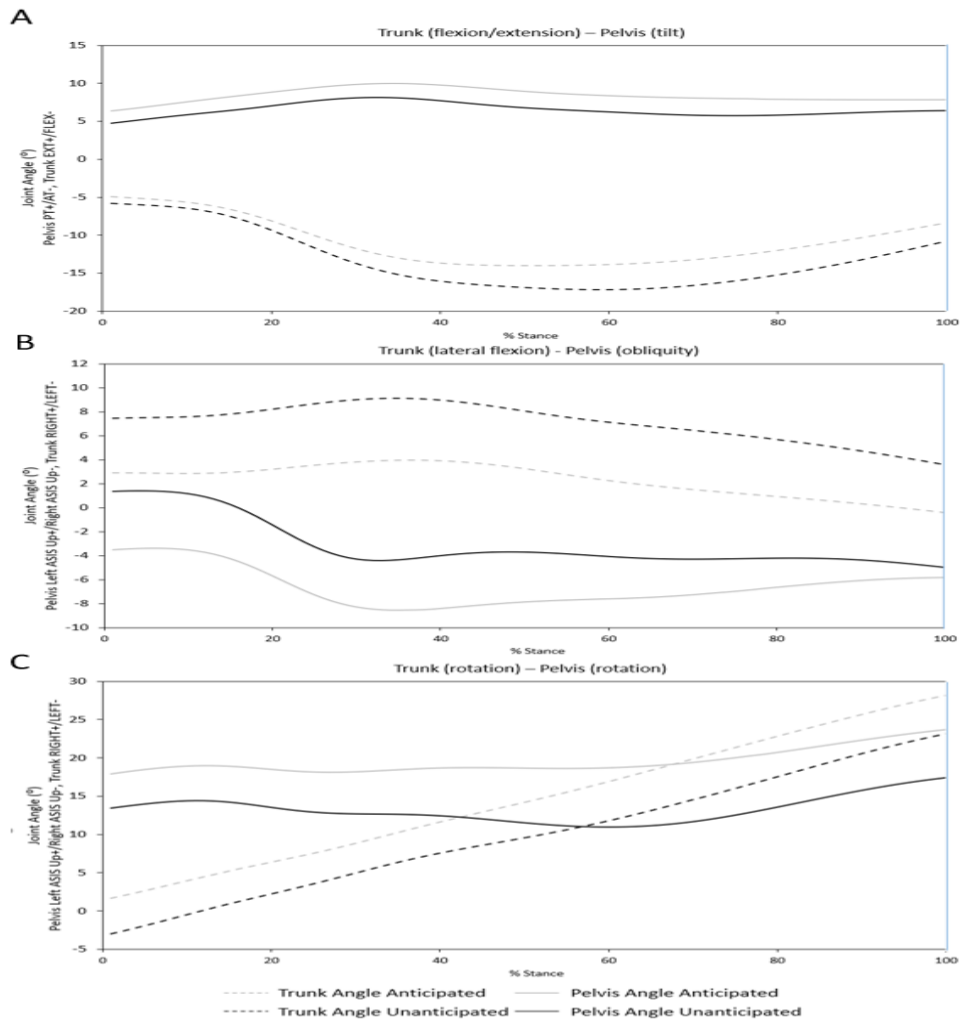 A
Trunk (flexion/extension) – Pelvis (tilt)
15
10
5
0
-5
-10
-15
-20
Joint Angle (º)
Pelvis PT+/AT-, Trunk EXT+/FLEX-
0 20 40 60 80 100
% Stance
B
Trunk (lateral flexion) - Pelvis (obliquity)
12
10
8
6
4
2
0
-2
-4
-6
-8
-10
Joint Angle (º)
Pelvis Left ASIS Up+/Right ASIS Up-, Trunk RIGHT+/LEFT-
0 20 40 60 80 100
% Stance
C
Trunk (rotation) – Pelvis (rotation)
30
25
20
15
10
5
0
-5
Joint Angle (º)
Pelvis Left ASIS Up+/Right ASIS Up-, Trunk RIGHT+/LEFT-
0 20 40 60 80 100
% Stance
Trunk Angle Anticipated Pelvis Angle Anticipated
Trunk Angle Unanticipated Pelvis Angle Unanticipated